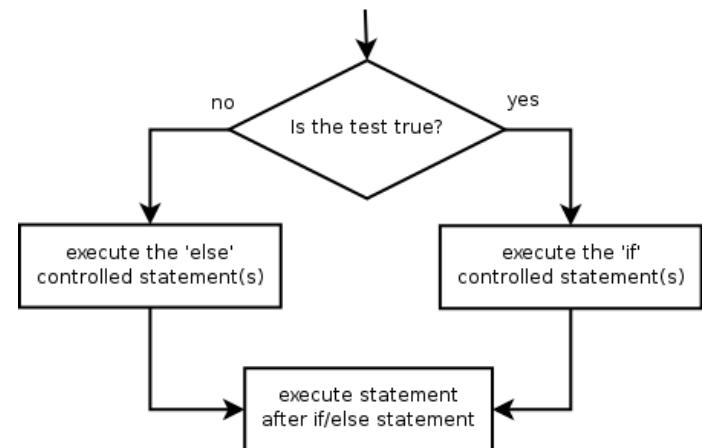 no
yes
Is the test true?
execute the 'else'
controlled statement(s)
execute the 'if'
controlled statement(s)
execute statement
after if/else statement